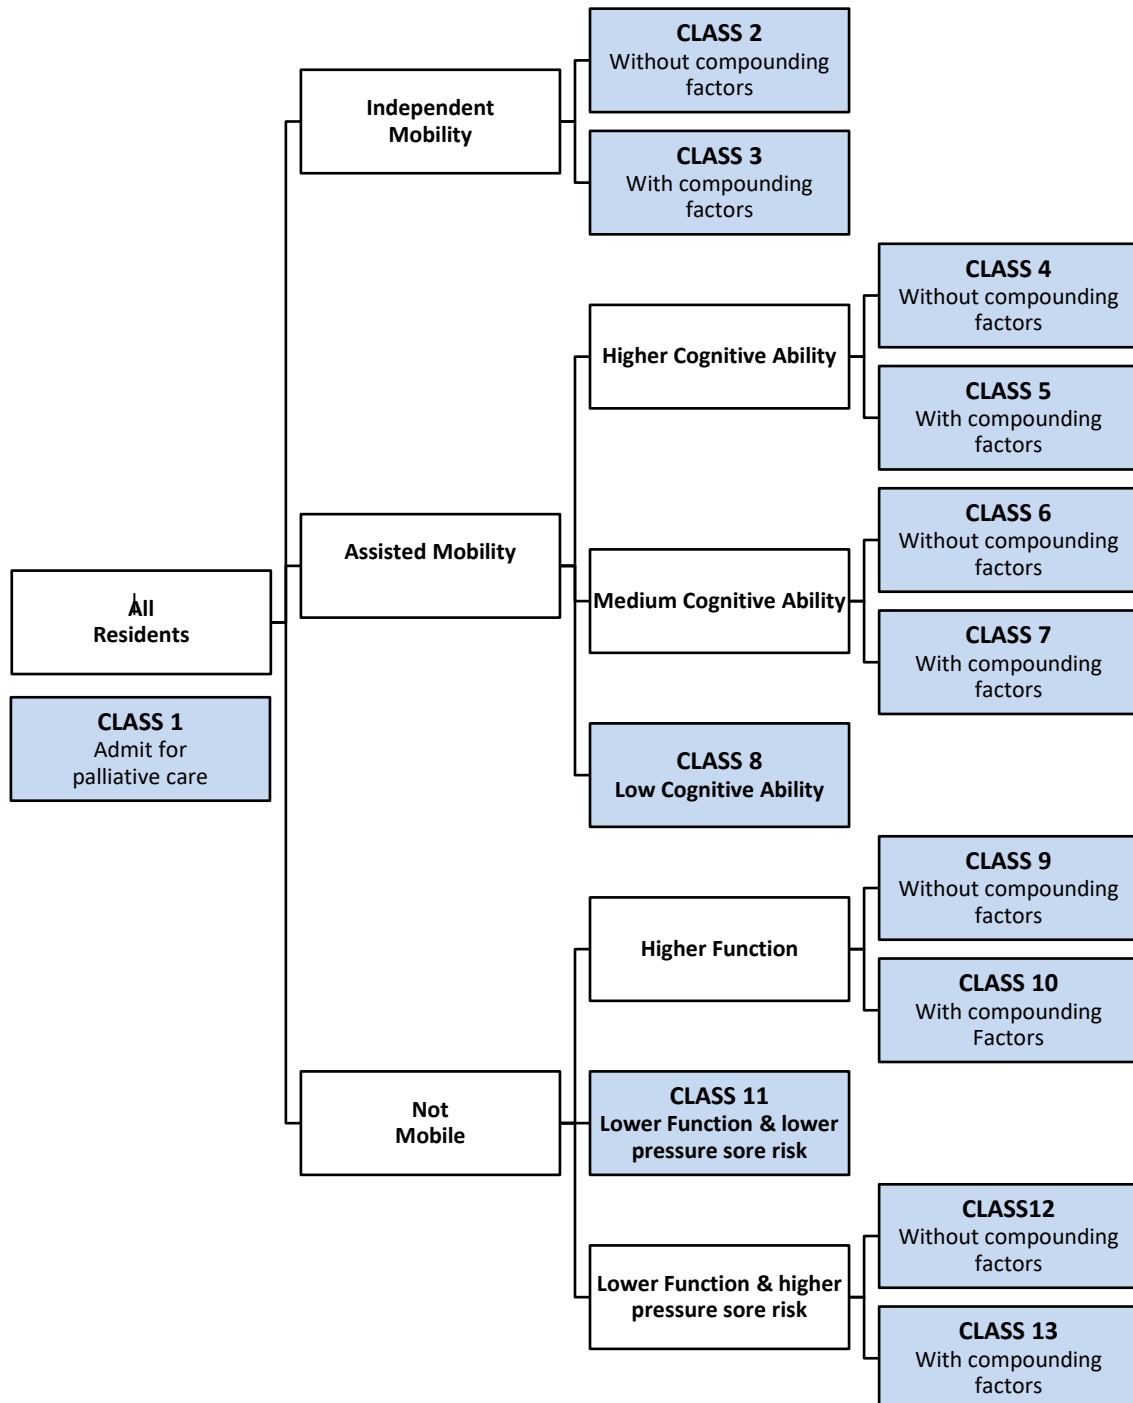 All
Residents
CLASS 1
Admit for
palliative care
Independent
Mobility
CLASS 2
Without compounding
factors
CLASS 3
With compounding
factors
Assisted Mobility
Higher Cognitive Ability
CLASS 4
Without compounding
factors
CLASS 5
With compounding
factors
Medium Cognitive Ability
CLASS 6
Without compounding
factors
CLASS 7
With compounding
factors
CLASS 8
Low Cognitive Ability
Not
Mobile
Higher Function
CLASS 9
Without compounding
factors
CLASS 10
With compounding
Factors
CLASS 11
Lower Function & lower
pressure sore risk
Lower Function & higher
pressure sore risk
CLASS12
Without compounding
factors
CLASS 13
With compounding
factors